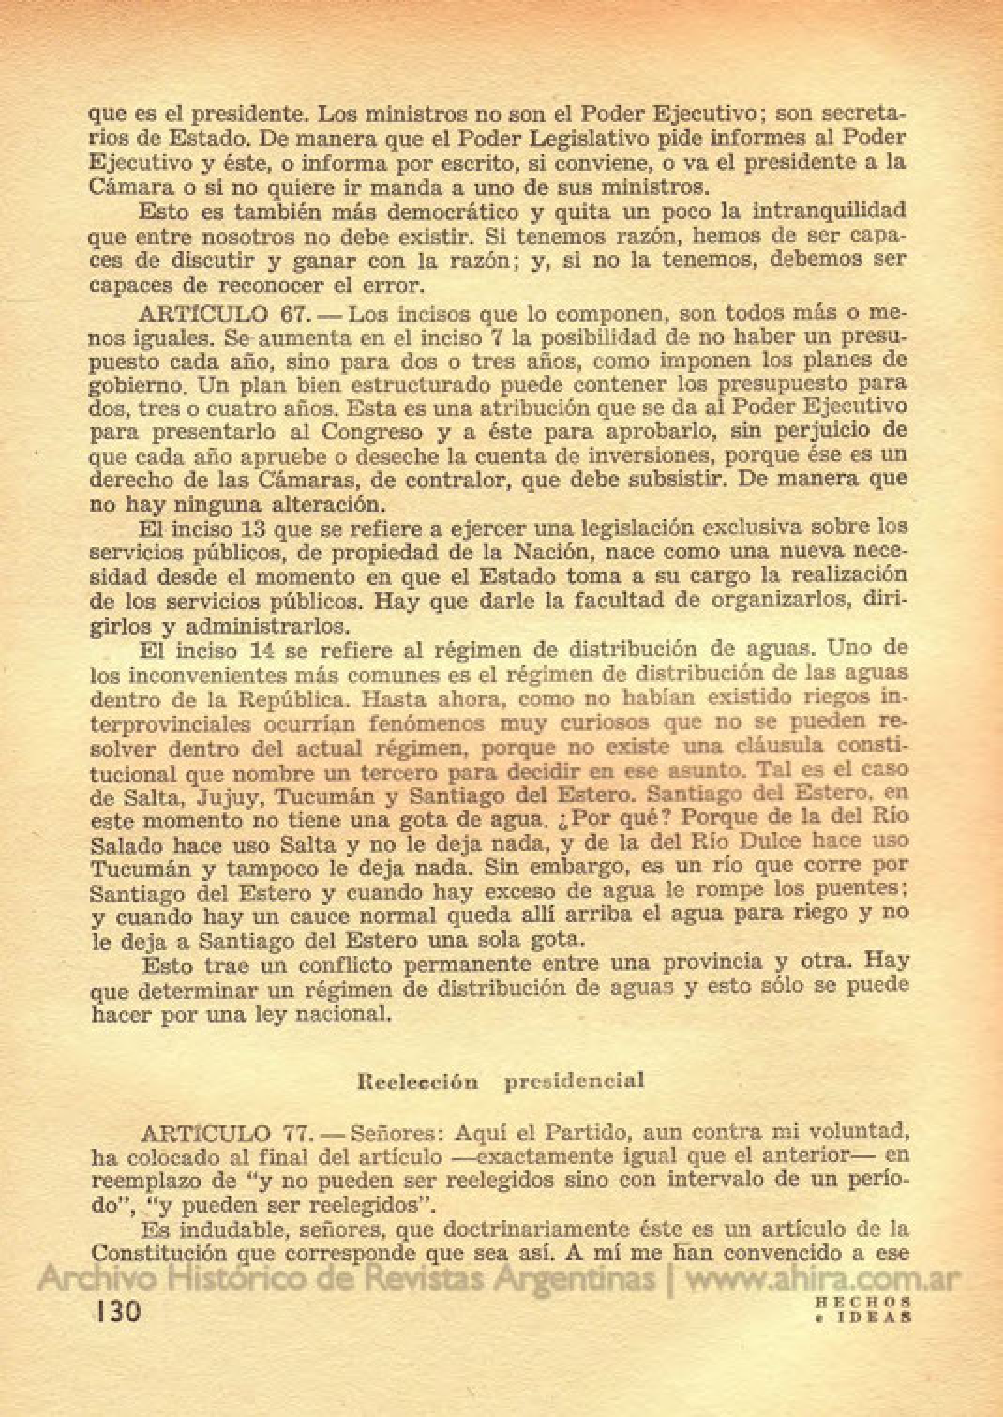 que es el presidente. Los ministros no son el Poder Ejecutivo; son secreta-
rios de Estado. De manera que el Poder Legislativo pide informes al Poder
Ejecutivo y éste, o informa por escrito, si conviene, o va el presidente a la
Cámara o si no quiere ir manda a uno de sus ministros.
Esto es también más democrático y quita un poco la intranquilidad
que entre nosotros no debe existir. Si tenemos razón, hemos de ser capa-
ces de discutir y ganar con la razón; y, si no la tenemos, debemos ser
capaces de reconocer el error.
ARTÍCULO 67. — Los incisos que lo componen, son todos más o me-
nos iguales. Se aumenta en el inciso 7 la posibilidad de no haber un presu-
puesto cada año, sino para dos o tres años, como imponen los planes de
gobierno. Un plan bien estructurado puede contener los presupuesto para
dos, tres o cuatro años. Esta es una atribución que se da al Poder Ejecutivo
para presentarlo al Congreso y a éste para aprobarlo, sin perjuicio de
que cada año apruebe o deseche la cuenta de inversiones, porque ése es un
derecho de las Cámaras, de contralor, que debe subsistir. De manera que
no hay ninguna alteración.
El inciso 13 que se refiere a ejercer una legislación exclusiva sobre los
servicios públicos, de propiedad de la Nación, nace como una nueva nece-
sidad desde el momento en que el Estado toma a su cargo la realización
de los servicios públicos. Hay que darle la facultad de organizarlos, diri-
girlos y administrarlos.
El inciso 14 se refiere al régimen de distribución de aguas. Uno de
los inconvenientes más comunes es el régimen de distribución de las aguas
dentro de la República. Hasta ahora, como no habían existido riegos in-
terprovinciales ocurrían fenómenos muy curiosos que no se pueden re-
solver dentro del actual régimen, porque no existe una cláusula consti-
tucional que nombre un tercero para decidir en ese asunto. Tal es el caso
de Salta, Jujuy, Tucumán y Santiago del Estero. Santiago del Estero, en
este momento no tiene una gota de agua. ¿Por qué? Porque de la del Río
Salado hace uso Salta y no le deja nada, y de la del Río Dulce hace uso
Tucumán y tampoco le deja nada. Sin embargo, es un río que corre por
Santiago del Estero y cuando hay exceso de agua le rompe los puentes;
y cuando hay un cauce normal queda allí arriba el agua para riego y no
le deja a Santiago del Estero una sola gota.
Esto trae un conflicto permanente entre una provincia y otra. Hay
que determinar un régimen de distribución de aguas y esto sólo se puede
hacer por una ley nacional.
Reelección presidencial
ARTÍCULO 77. — Señores: Aquí el Partido, aun contra mi voluntad,
ha colocado al final del artículo —exactamente igual que el anterior— en
reemplazo de "y no pueden ser reelegidos sino con intervalo de un perío-
do", "y pueden ser reelegidos".
Es indudable, señores, que doctrinariamente éste es un artículo de la
Constitución que corresponde que sea así. A mí me han convencido a ese
Archivo Histórico de Revistas Argentinas | www.ahira.com.ar
130
HECHOS
e IDEAS